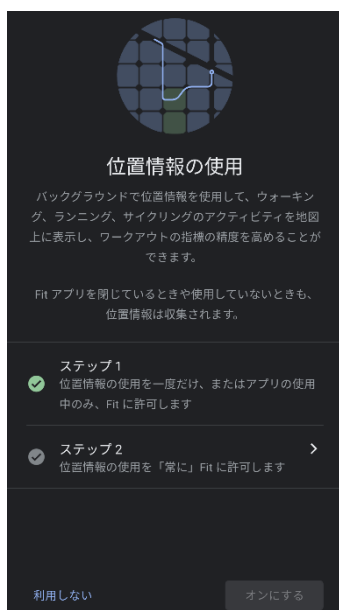 位置情報の使用
バックグラウンドで位置情報を使用して、ウォーキン
グ、ランニング、サイクリングのアクティビティを地図
上に表示し、ワークアウトの指標の精度を高めることが
できます。
Fit アプリを閉じているときや使用していないときも、
位置情報は収集されます。
ステップ 1
位置情報の使用を一度だけ、またはアプリの使用
中のみ、Fit に許可します
ステップ 2
位置情報の使用を「常に」Fit に許可します
利用しない
オンにする